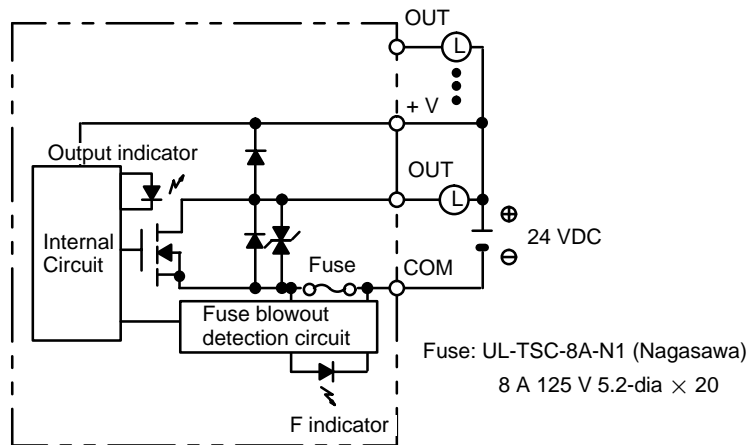 OUT
L
+ V
Output indicator
OUT
L
⊕
24 VDC
⊖
Internal
Circuit
Fuse
COM
Fuse blowout
detection circuit
Fuse: UL-TSC-8A-N1 (Nagasawa)
8 A 125 V 5.2-dia × 20
F indicator